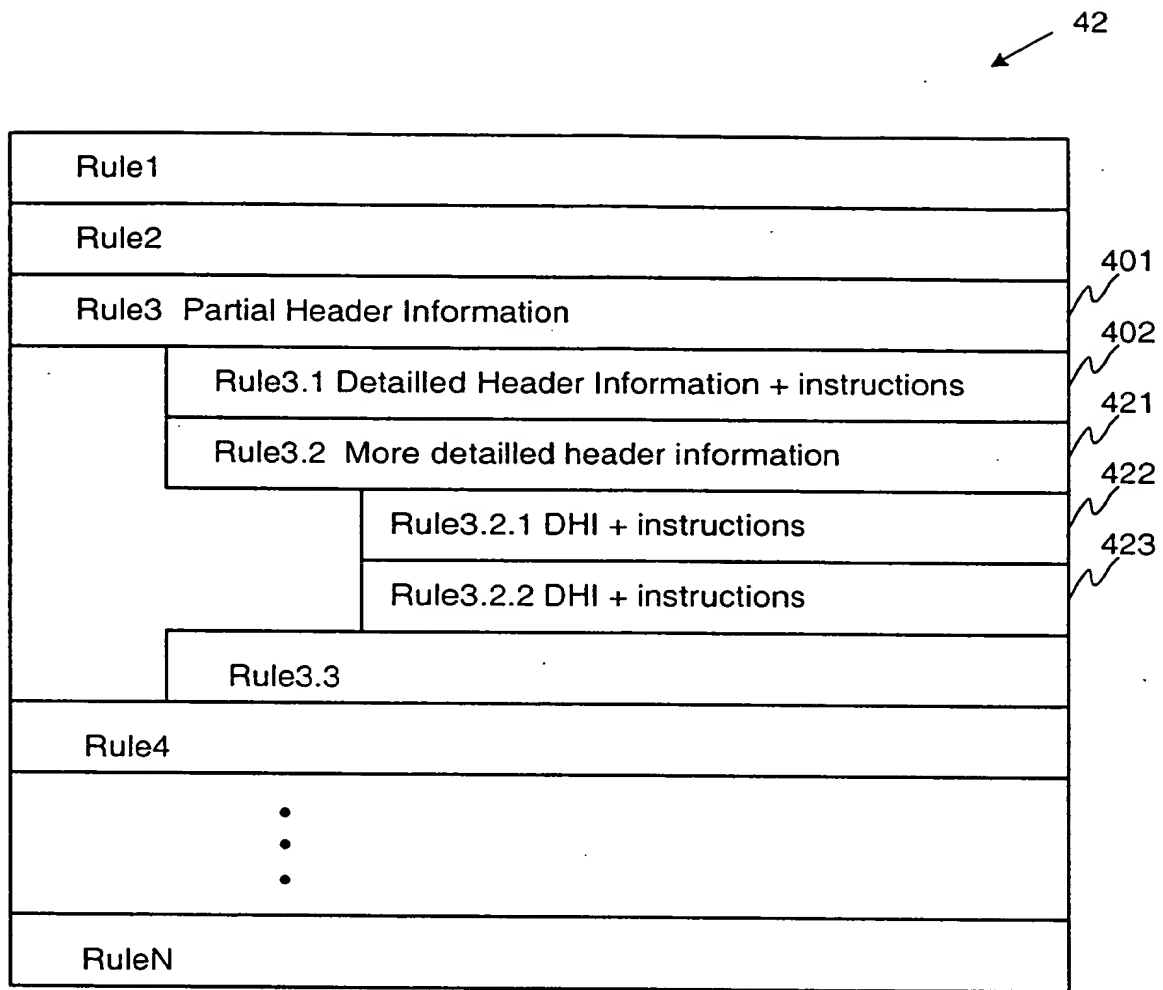 42
Rule1
Rule2
Rule3 Partial Header Information
401
Rule3.1 Detailled Header Information + instructions
402
Rule3.2 More detailled header information
421
Rule3.2.1 DHI + instructions
422
Rule3.2.2 DHI + instructions
423
Rule3.3
Rule4
RuleN